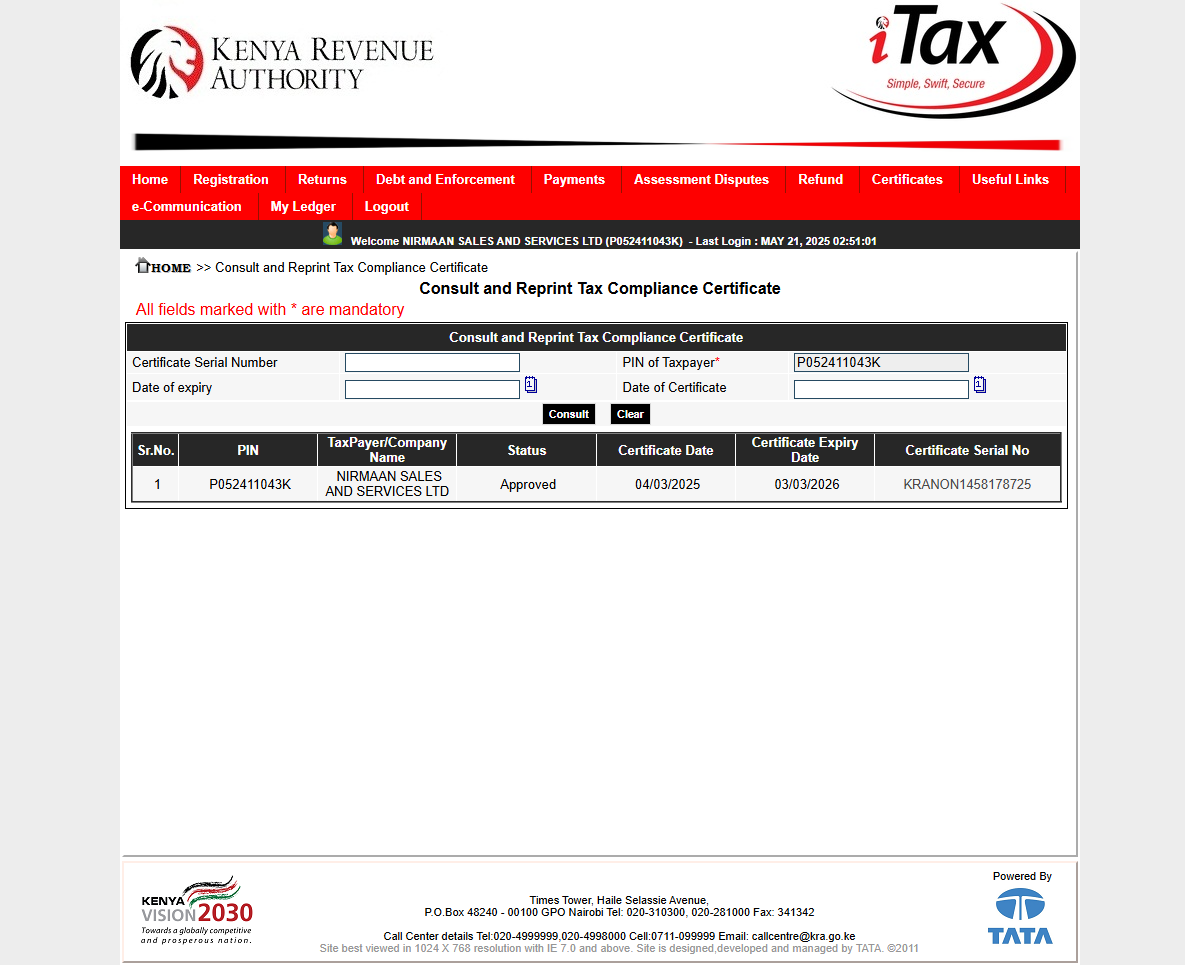 KENYA REVENUE
AUTHORITY
iTax
Simple, Swift, Secure
Home Registration Returns Debt and Enforcement Payments Assessment Disputes Refund Certificates Useful Links
e-Communication My Ledger Logout
Welcome NIRMAAN SALES AND SERVICES LTD (P052411043K) - Last Login : MAY 21, 2025 02:51:01
HOME >> Consult and Reprint Tax Compliance Certificate
Consult and Reprint Tax Compliance Certificate
All fields marked with * are mandatory
Consult and Reprint Tax Compliance Certificate
Certificate Serial Number PIN of Taxpayer* P052411043K
Date of expiry 1 Date of Certificate 1
Consult Clear
Sr.No. PIN TaxPayer/Company Name Status Certificate Date Certificate Expiry Date Certificate Serial No
1 P052411043K NIRMAAN SALES AND SERVICES LTD Approved 04/03/2025 03/03/2026 KRANON1458178725
KENYA
VISION 2030
Towards a globally competitive
and prosperous nation.
Times Tower, Haile Selassie Avenue,
P.O.Box 48240 - 00100 GPO Nairobi Tel: 020-310300, 020-281000 Fax: 341342
Call Center details Tel:020-4999999,020-4998000 Cell:0711-099999 Email: callcentre@kra.go.ke
Site best viewed in 1024 X 768 resolution with IE 7.0 and above. Site is designed,developed and managed by TATA. ©2011
Powered By
TATA